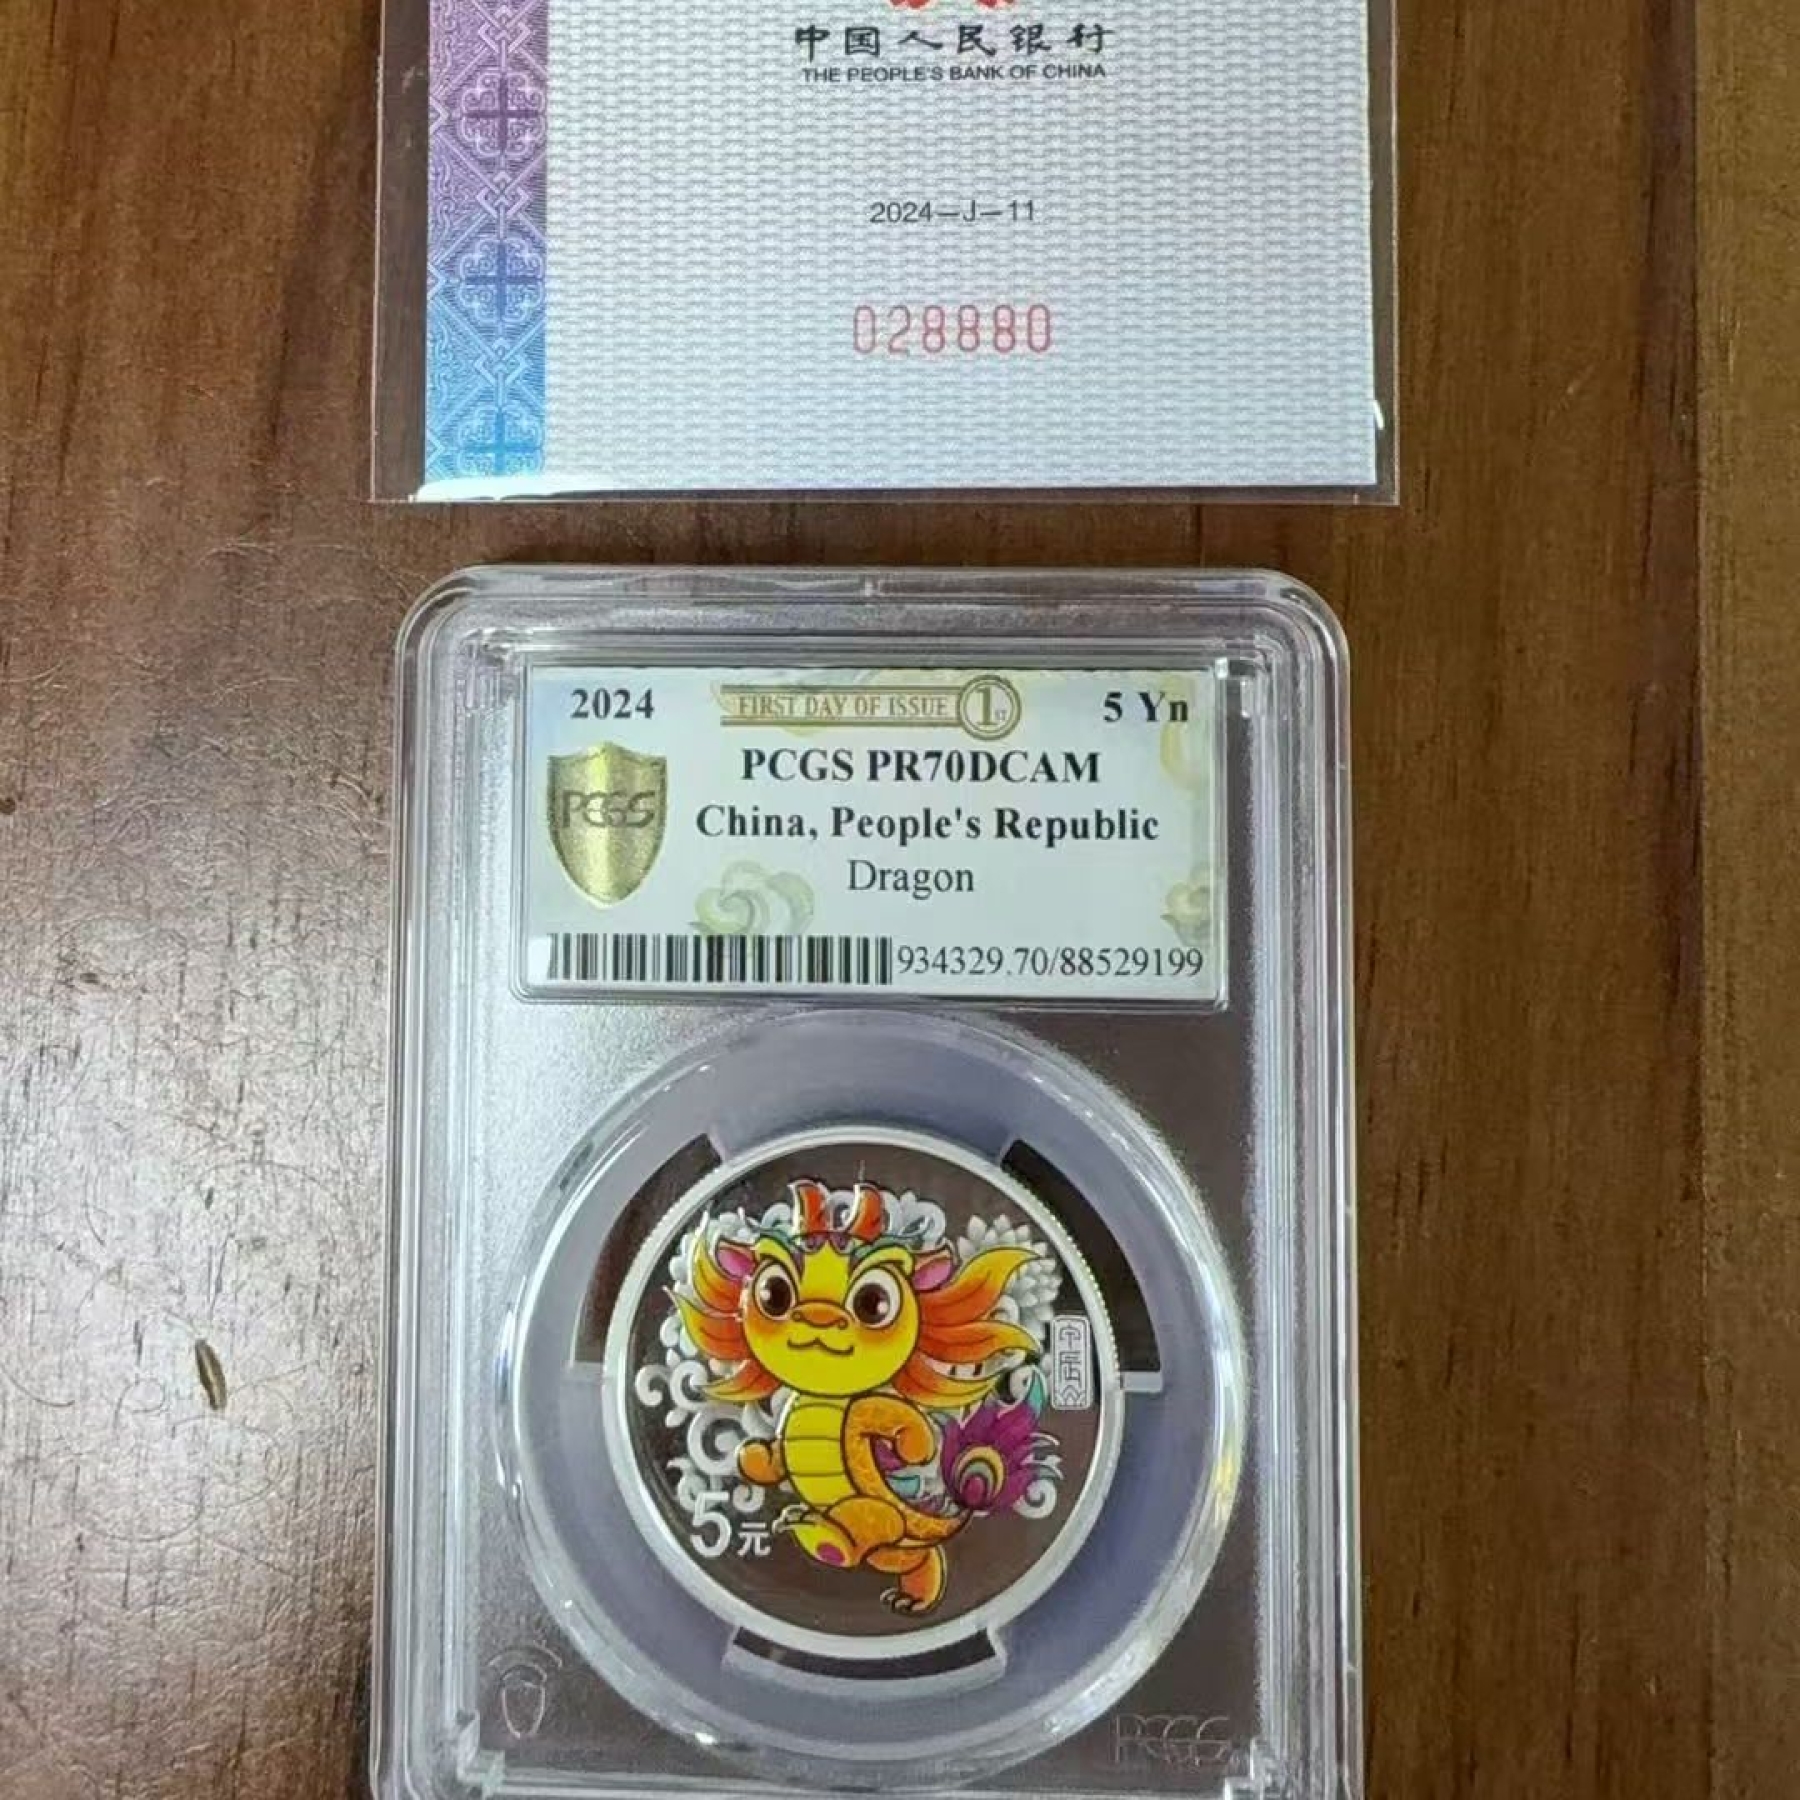 中国人民银行
THE PEOPLE'S BANK OF CHINA
2024—J—11
028880
2024 FIRST DAY OF ISSUE 1ST 5 Yn
PCGS PR70DCAM
PCGS China, People's Republic
Dragon
934329.70/88529199
5元
PCGS